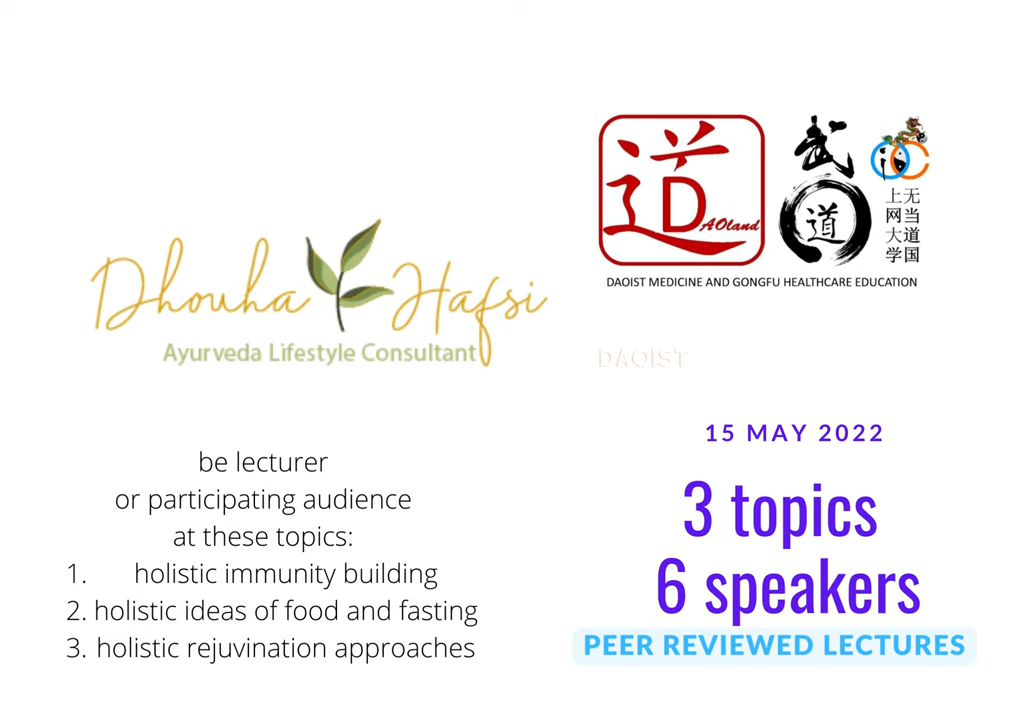 Dhouha Hafsi
Ayurveda Lifestyle Consultant
be lecturer
or participating audience
at these topics:
1. holistic immunity building
2. holistic ideas of food and fasting
3. holistic rejuvination approaches
道
DAOland
武
道
无当道国
上网大学
DAOIST MEDICINE AND GONGFU HEALTHCARE EDUCATION
DAOIST
15 MAY 2022
3 topics
6 speakers
PEER REVIEWED LECTURES